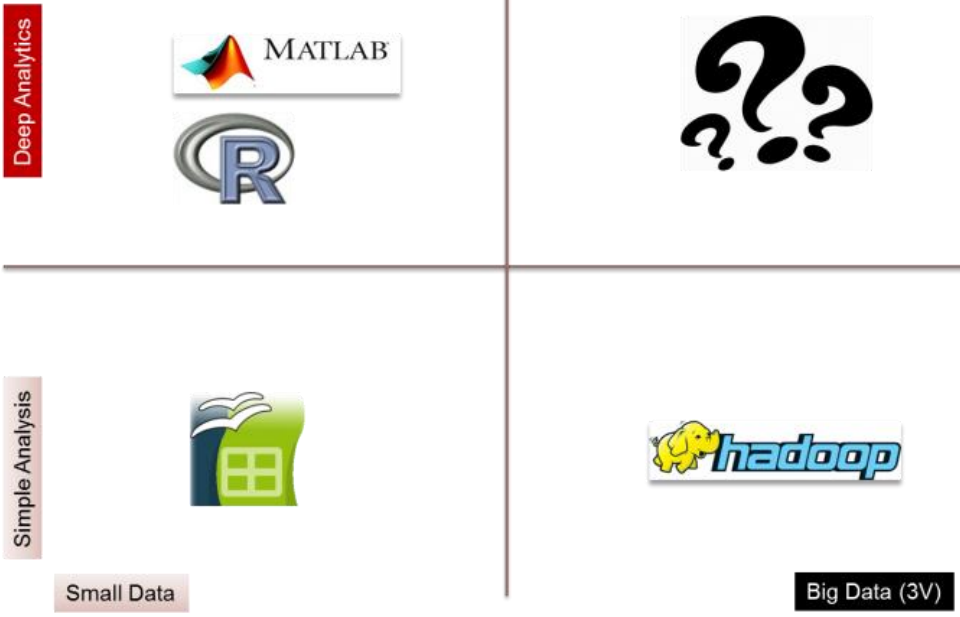 Deep Analytics
MATLAB
R
???
Simple Analysis
hadoop
Small Data
Big Data (3V)